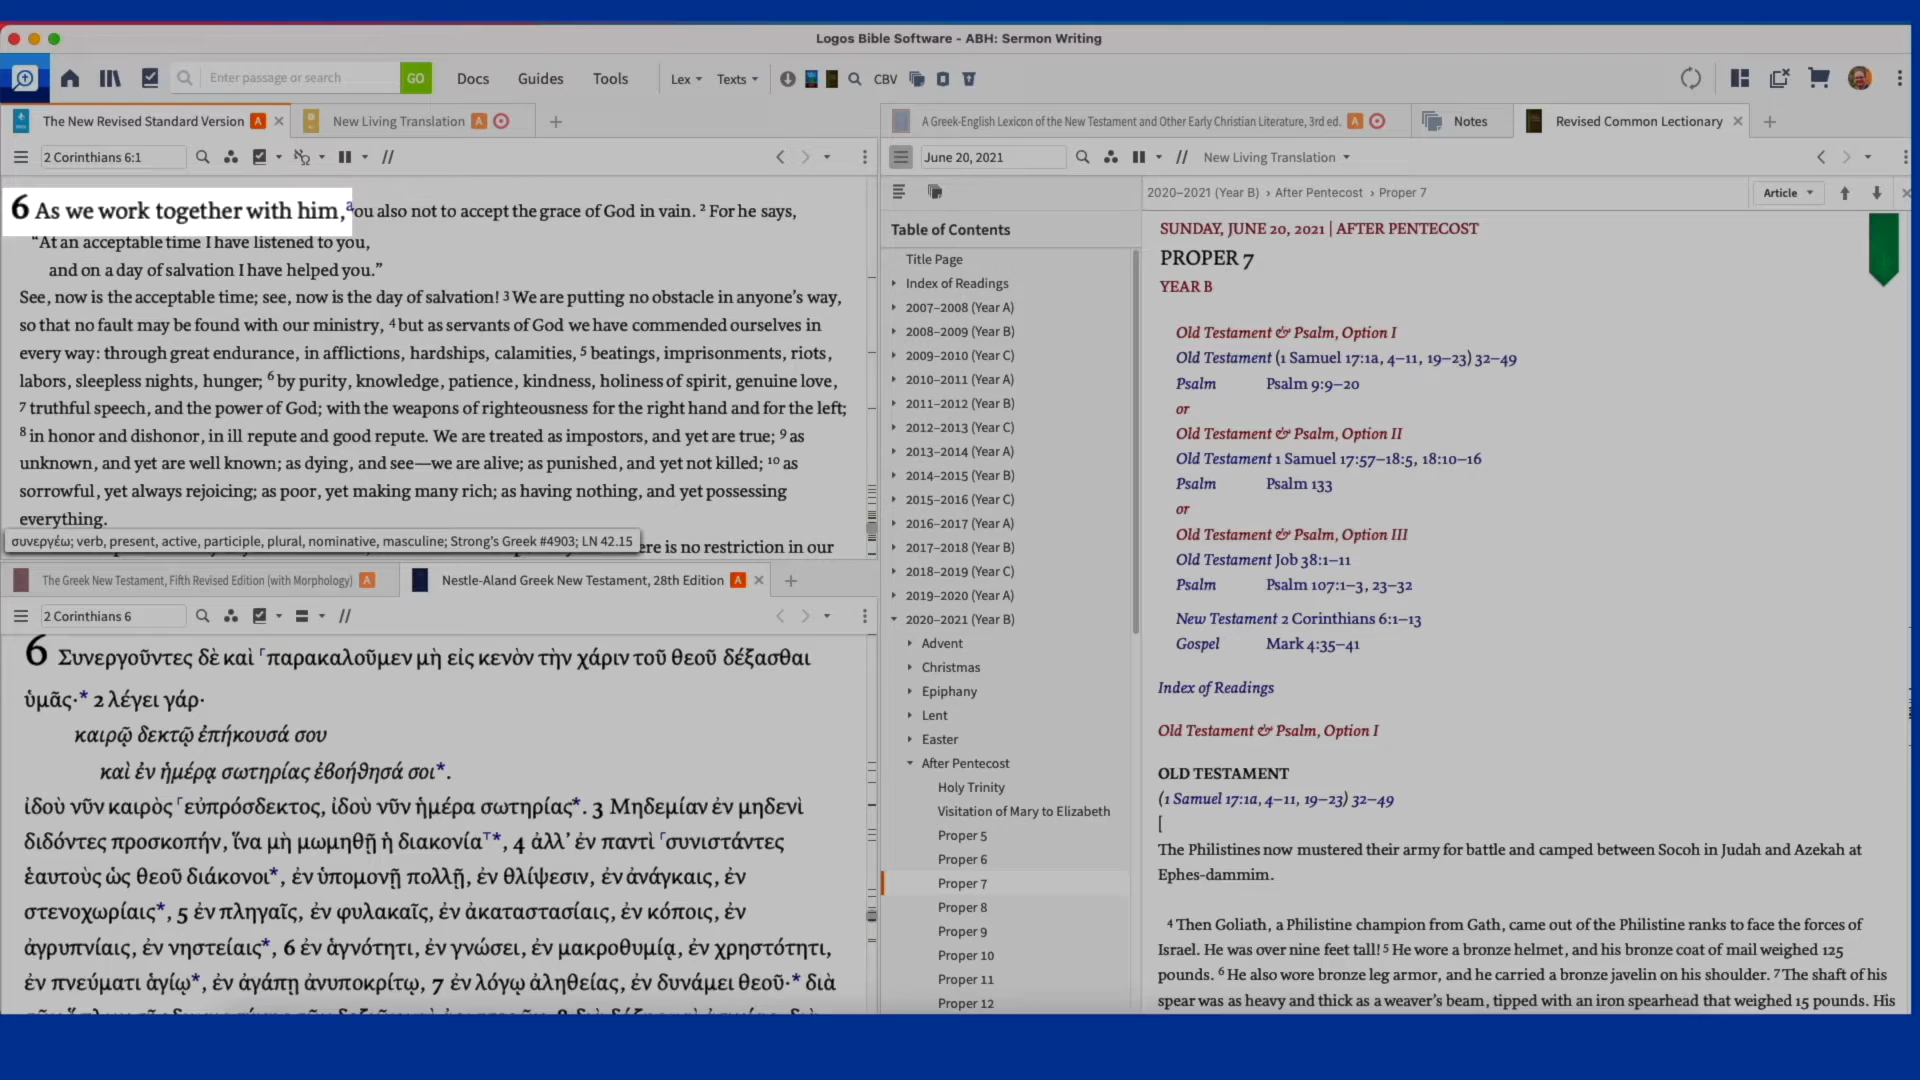 Logos Bible Software - ABH: Sermon Writing
Enter passage or search
GO
Docs
Guides
Tools
Lex
Texts
CBV
The New Revised Standard Version A
New Living Translation A
2 Corinthians 6:1
6 As we work together with him,a ou also not to accept the grace of God in vain. 2 For he says,
“At an acceptable time I have listened to you,
and on a day of salvation I have helped you.”
See, now is the acceptable time; see, now is the day of salvation! 3 We are putting no obstacle in anyone’s way,
so that no fault may be found with our ministry, 4 but as servants of God we have commended ourselves in
every way: through great endurance, in afflictions, hardships, calamities, 5 beatings, imprisonments, riots,
labors, sleepless nights, hunger; 6 by purity, knowledge, patience, kindness, holiness of spirit, genuine love,
7 truthful speech, and the power of God; with the weapons of righteousness for the right hand and for the left;
8 in honor and dishonor, in ill repute and good repute. We are treated as impostors, and yet are true; 9 as
unknown, and yet are well known; as dying, and see—we are alive; as punished, and yet not killed; 10 as
sorrowful, yet always rejoicing; as poor, yet making many rich; as having nothing, and yet possessing
everything.
συνεργέω; verb, present, active, participle, plural, nominative, masculine; Strong's Greek #4903; LN 42.15
ere is no restriction in our
The Greek New Testament, Fifth Revised Edition (with Morphology) A
Nestle-Aland Greek New Testament, 28th Edition A
2 Corinthians 6
6 Συνεργοῦντες δὲ καὶ ⸀παρακαλοῦμεν μὴ εἰς κενὸν τὴν χάριν τοῦ θεοῦ δέξασθαι
ὑμᾶς·* 2 λέγει γάρ·
καιρῷ δεκτῷ ἐπήκουσά σου
καὶ ἐν ἡμέρᾳ σωτηρίας ἐβοήθησά σοι*.
ἰδοὺ νῦν καιρὸς ⸀εὐπρόσδεκτος, ἰδοὺ νῦν ἡμέρα σωτηρίας*. 3 Μηδεμίαν ἐν μηδενὶ
διδόντες προσκοπήν, ἵνα μὴ μωμηθῇ ἡ διακονία⸆*, 4 ἀλλ’ ἐν παντὶ ⸀συνιστάντες
ἑαυτοὺς ὡς θεοῦ διάκονοι*, ἐν ὑπομονῇ πολλῇ, ἐν θλίψεσιν, ἐν ἀνάγκαις, ἐν
στενοχωρίαις*, 5 ἐν πληγαῖς, ἐν φυλακαῖς, ἐν ἀκαταστασίαις, ἐν κόποις, ἐν
ἀγρυπνίαις, ἐν νηστείαις*, 6 ἐν ἁγνότητι, ἐν γνώσει, ἐν μακροθυμίᾳ, ἐν χρηστότητι,
ἐν πνεύματι ἁγίῳ*, ἐν ἀγάπῃ ἀνυποκρίτῳ, 7 ἐν λόγῳ ἀληθείας, ἐν δυνάμει θεοῦ·* διὰ
A Greek-English Lexicon of the New Testament and Other Early Christian Literature, 3rd ed. A
Notes
Revised Common Lectionary
June 20, 2021
New Living Translation
2020–2021 (Year B) › After Pentecost › Proper 7
Article
Table of Contents
Title Page
Index of Readings
2007–2008 (Year A)
2008–2009 (Year B)
2009–2010 (Year C)
2010–2011 (Year A)
2011–2012 (Year B)
2012–2013 (Year C)
2013–2014 (Year A)
2014–2015 (Year B)
2015–2016 (Year C)
2016–2017 (Year A)
2017–2018 (Year B)
2018–2019 (Year C)
2019–2020 (Year A)
2020–2021 (Year B)
Advent
Christmas
Epiphany
Lent
Easter
After Pentecost
Holy Trinity
Visitation of Mary to Elizabeth
Proper 5
Proper 6
Proper 7
Proper 8
Proper 9
Proper 10
Proper 11
Proper 12
SUNDAY, JUNE 20, 2021 | AFTER PENTECOST
PROPER 7
YEAR B
Old Testament & Psalm, Option I
Old Testament (1 Samuel 17:1a, 4–11, 19–23) 32–49
Psalm Psalm 9:9–20
or
Old Testament & Psalm, Option II
Old Testament 1 Samuel 17:57–18:5, 18:10–16
Psalm Psalm 133
or
Old Testament & Psalm, Option III
Old Testament Job 38:1–11
Psalm Psalm 107:1–3, 23–32
New Testament 2 Corinthians 6:1–13
Gospel Mark 4:35–41
Index of Readings
Old Testament & Psalm, Option I
OLD TESTAMENT
(1 Samuel 17:1a, 4–11, 19–23) 32–49
[
The Philistines now mustered their army for battle and camped between Socoh in Judah and Azekah at
Ephes-dammim.
4 Then Goliath, a Philistine champion from Gath, came out of the Philistine ranks to face the forces of
Israel. He was over nine feet tall! 5 He wore a bronze helmet, and his bronze coat of mail weighed 125
pounds. 6 He also wore bronze leg armor, and he carried a bronze javelin on his shoulder. 7 The shaft of his
spear was as heavy and thick as a weaver’s beam, tipped with an iron spearhead that weighed 15 pounds. His